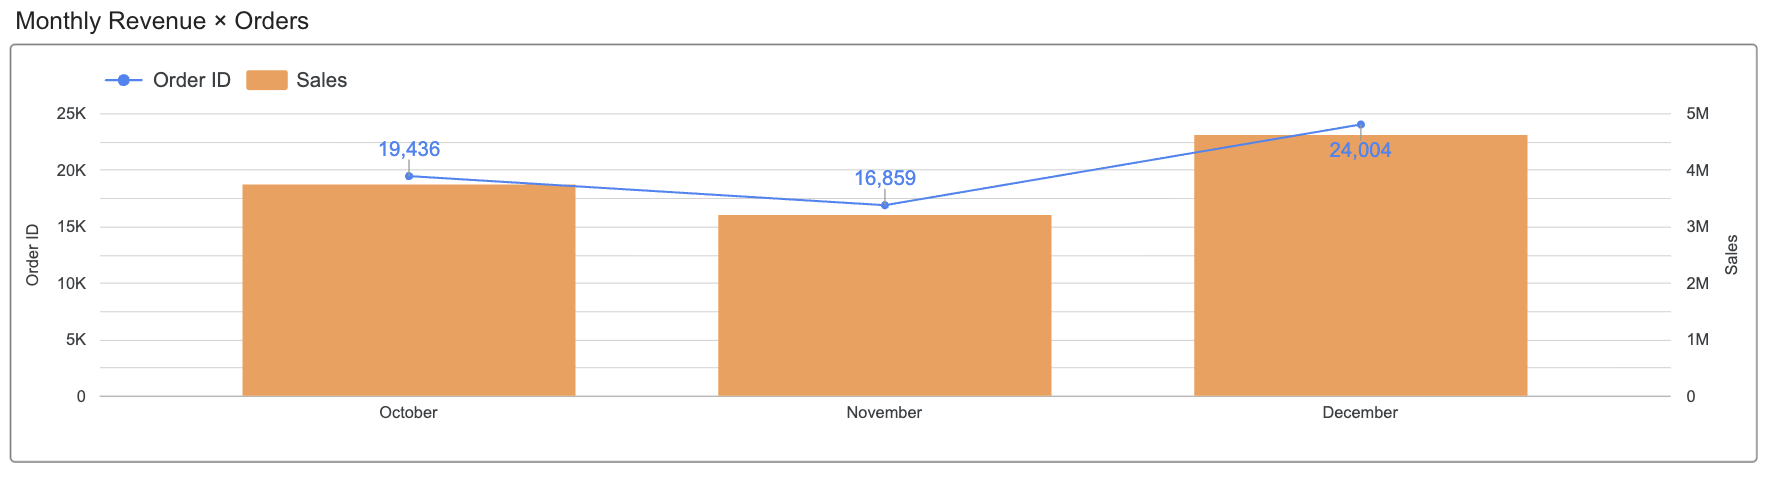 Monthly Revenue × Orders
Order ID Sales
25K 5M
19,436 16,859 24,004
20K 4M
15K 3M
Order ID Sales
10K 2M
5K 1M
0 0
October November December